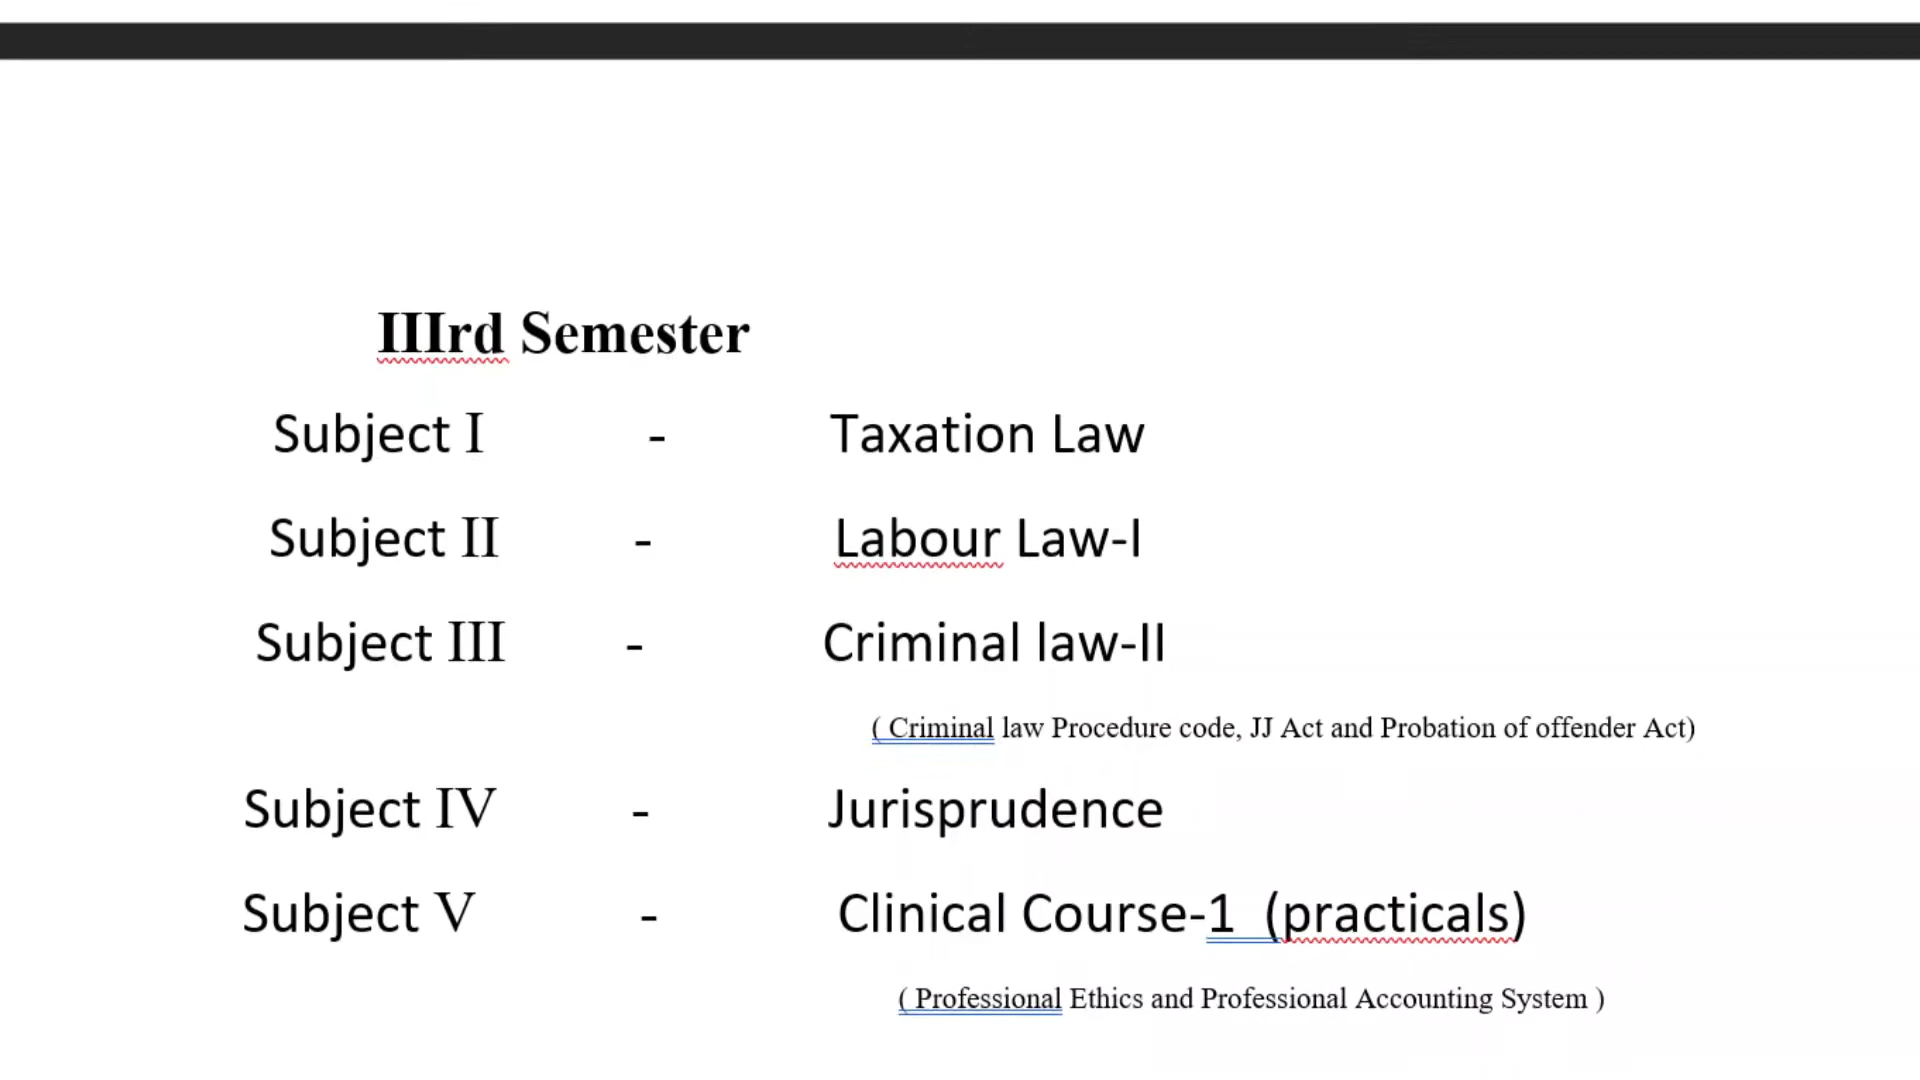 IIIrd Semester
Subject I - Taxation Law
Subject II - Labour Law-I
Subject III - Criminal law-II
( Criminal law Procedure code, JJ Act and Probation of offender Act)
Subject IV - Jurisprudence
Subject V - Clinical Course-1 (practicals)
( Professional Ethics and Professional Accounting System )